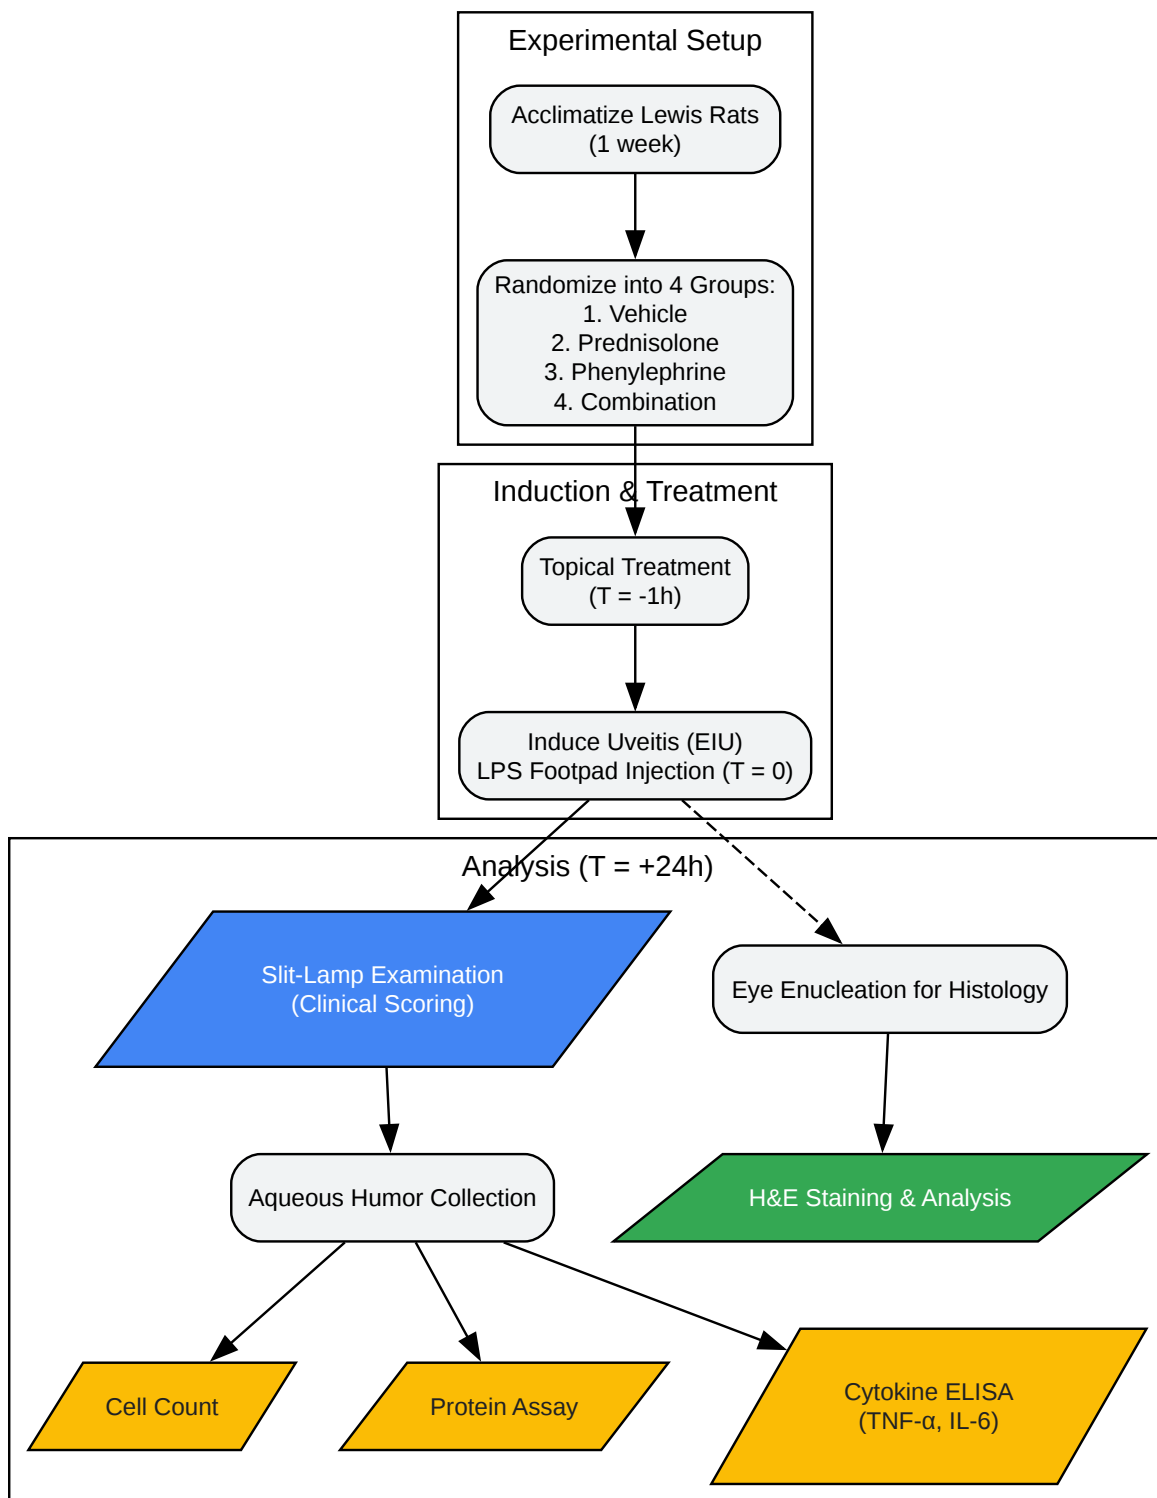 Experimental Setup
Acclimatize Lewis Rats
(1 week)
Randomize into 4 Groups:
1. Vehicle
2. Prednisolone
3. Phenylephrine
4. Combination
Induction & Treatment
Topical Treatment
(T = -1h)
Induce Uveitis (EIU)
LPS Footpad Injection (T = 0)
Analysis (T = +24h)
Slit-Lamp Examination
(Clinical Scoring)
Eye Enucleation for Histology
Aqueous Humor Collection
H&E Staining & Analysis
Cell Count
Protein Assay
Cytokine ELISA
(TNF-α, IL-6)